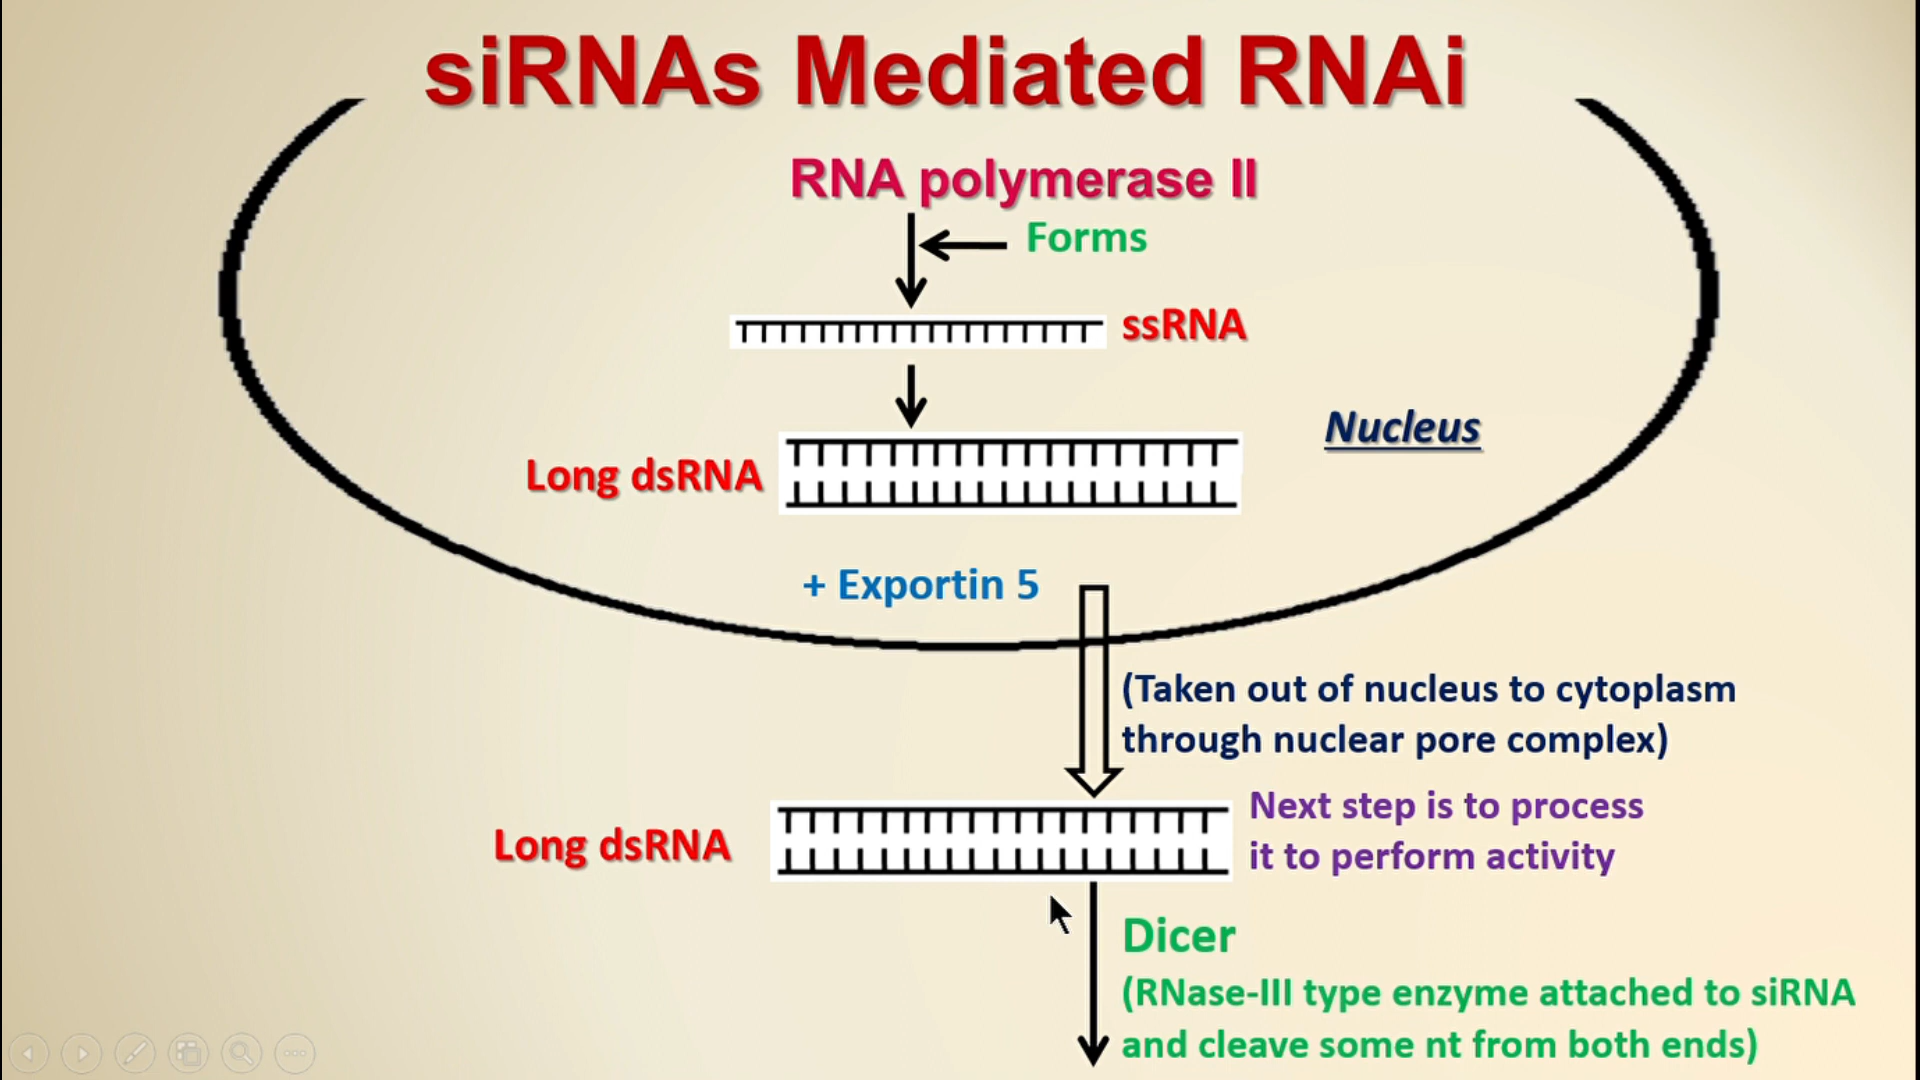 siRNAs Mediated RNAi
RNA polymerase II
Forms
ssRNA
Nucleus
Long dsRNA
+ Exportin 5
(Taken out of nucleus to cytoplasm
through nuclear pore complex)
Next step is to process
it to perform activity
Long dsRNA
Dicer
(RNase-III type enzyme attached to siRNA
and cleave some nt from both ends)